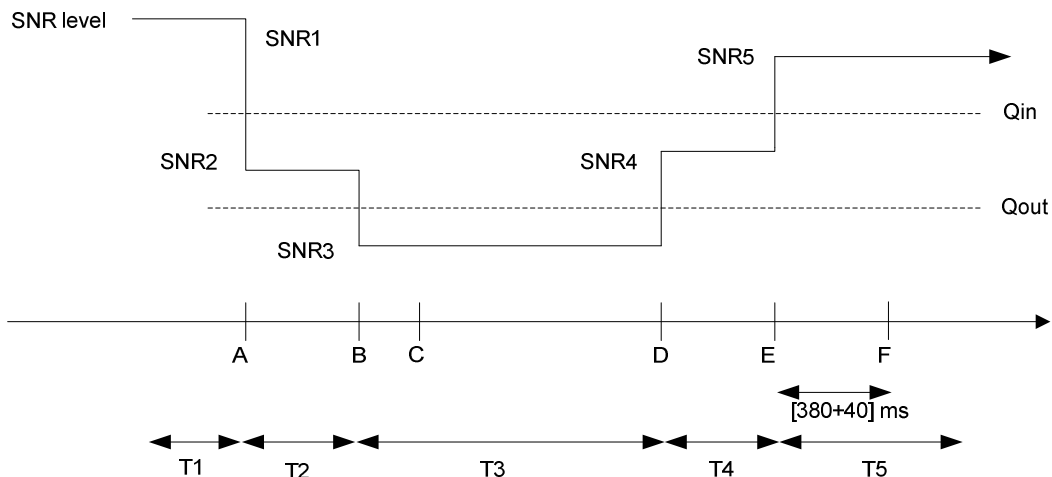 SNR level
SNR1
SNR5
Qin
SNR2
SNR4
Qout
SNR3
A B C D E F
[380+40] ms
T1 T2 T3 T4 T5